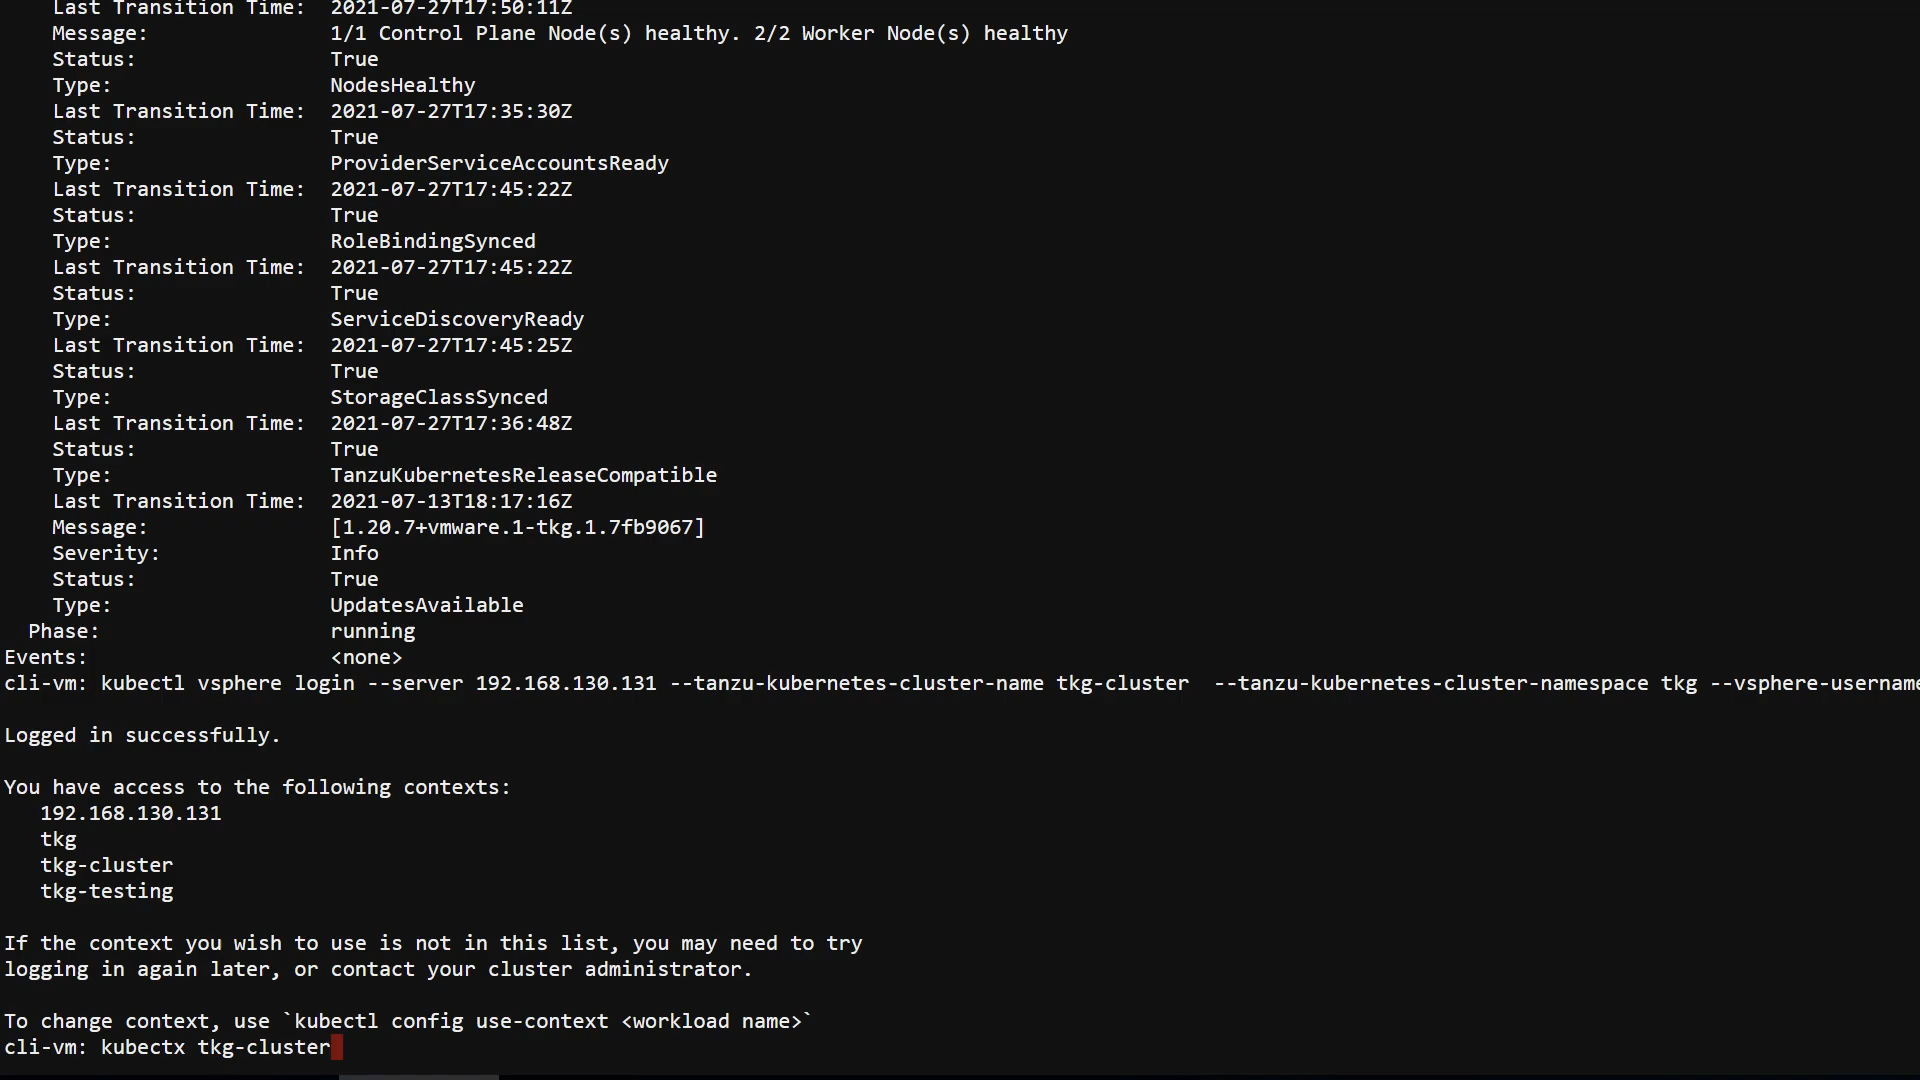 Last Transition Time:  2021-07-27T17:50:11Z
Message:               1/1 Control Plane Node(s) healthy. 2/2 Worker Node(s) healthy
Status:                True
Type:                  NodesHealthy
Last Transition Time:  2021-07-27T17:35:30Z
Status:                True
Type:                  ProviderServiceAccountsReady
Last Transition Time:  2021-07-27T17:45:22Z
Status:                True
Type:                  RoleBindingSynced
Last Transition Time:  2021-07-27T17:45:22Z
Status:                True
Type:                  ServiceDiscoveryReady
Last Transition Time:  2021-07-27T17:45:25Z
Status:                True
Type:                  StorageClassSynced
Last Transition Time:  2021-07-27T17:36:48Z
Status:                True
Type:                  TanzuKubernetesReleaseCompatible
Last Transition Time:  2021-07-13T18:17:16Z
Message:               [1.20.7+vmware.1-tkg.1.7fb9067]
Severity:              Info
Status:                True
Type:                  UpdatesAvailable
Phase:                 running
Events:                <none>
cli-vm: kubectl vsphere login --server 192.168.130.131 --tanzu-kubernetes-cluster-name tkg-cluster  --tanzu-kubernetes-cluster-namespace tkg --vsphere-username
Logged in successfully.
You have access to the following contexts:
192.168.130.131
tkg
tkg-cluster
tkg-testing
If the context you wish to use is not in this list, you may need to try
logging in again later, or contact your cluster administrator.
To change context, use `kubectl config use-context <workload name>`
cli-vm: kubectx tkg-cluster